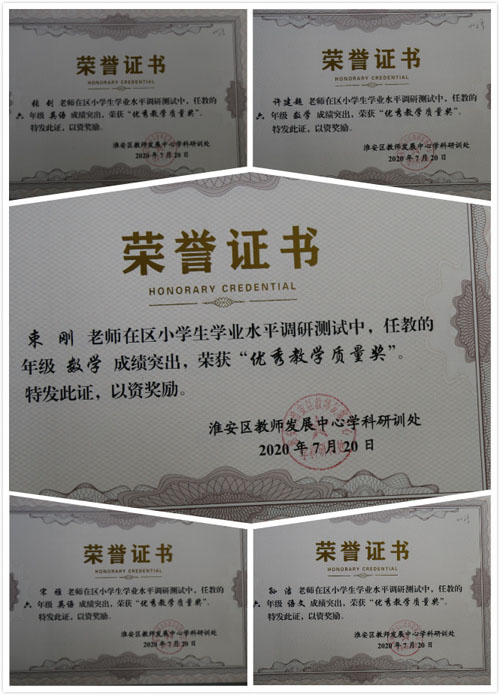 荣誉证书
HONORARY CREDENTIAL
张 钊 老师在区小学生学业水平调研测试中，任教的
六 年级 英语 成绩突出，荣获“优秀教学质量奖”。
特发此证，以资奖励。
淮安区教师发展中心学科研训处
2020年7月20日
荣誉证书
HONORARY CREDENTIAL
许建超 老师在区小学生学业水平调研测试中，任教的
六 年级 数学 成绩突出，荣获“优秀教学质量奖”。
特发此证，以资奖励。
淮安区教师发展中心学科研训处
2020年7月20日
荣誉证书
HONORARY CREDENTIAL
束 刚 老师在区小学生学业水平调研测试中，任教的
年级 数学 成绩突出，荣获“优秀教学质量奖”。
特发此证，以资奖励。
淮安区教师发展中心学科研训处
2020年7月20日
荣誉证书
HONORARY CREDENTIAL
宋 雅 老师在区小学生学业水平调研测试中，任教的
六 年级 英语 成绩突出，荣获“优秀教学质量奖”。
特发此证，以资奖励。
淮安区教师发展中心学科研训处
2020年7月20日
荣誉证书
HONORARY CREDENTIAL
孙 洁 老师在区小学生学业水平调研测试中，任教的
六 年级 语文 成绩突出，荣获“优秀教学质量奖”。
特发此证，以资奖励。
淮安区教师发展中心学科研训处
2020年7月20日